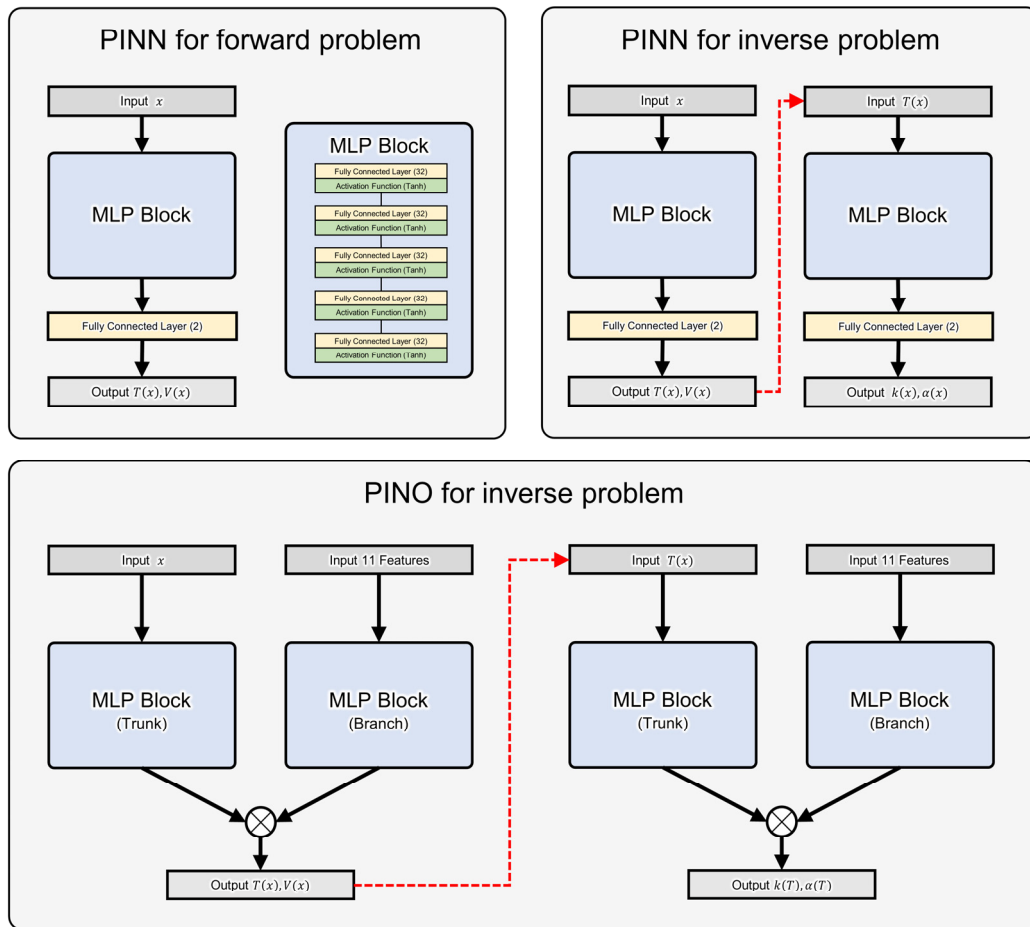 PINN for forward problem
Input x
MLP Block
Fully Connected Layer (2)
Output T(x),V(x)
MLP Block
Fully Connected Layer (32)
Activation Function (Tanh)
Fully Connected Layer (32)
Activation Function (Tanh)
Fully Connected Layer (32)
Activation Function (Tanh)
Fully Connected Layer (32)
Activation Function (Tanh)
Fully Connected Layer (32)
Activation Function (Tanh)
PINN for inverse problem
Input x
MLP Block
Fully Connected Layer (2)
Output T(x),V(x)
Input T(x)
MLP Block
Fully Connected Layer (2)
Output k(x),α(x)
PINO for inverse problem
Input x
MLP Block
(Trunk)
Input 11 Features
MLP Block
(Branch)
Output T(x),V(x)
Input T(x)
MLP Block
(Trunk)
Input 11 Features
MLP Block
(Branch)
Output k(T),α(T)